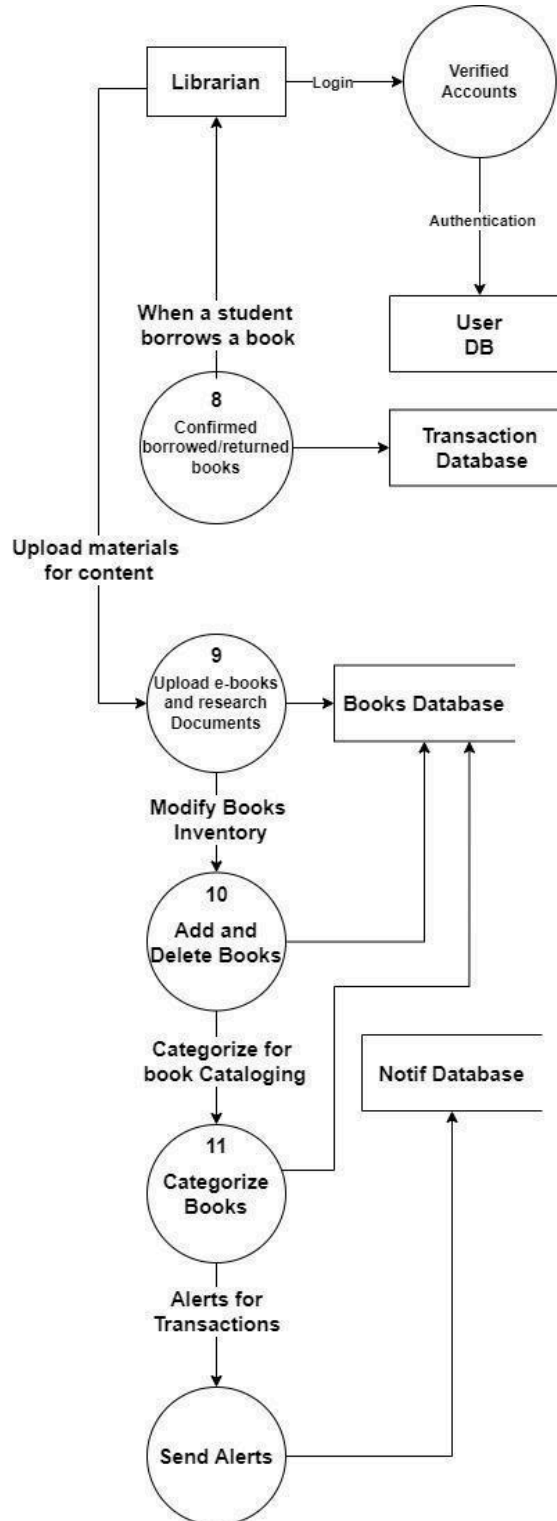 Librarian
Login
Verified
Accounts
Authentication
User
DB
When a student
borrows a book
8
Confirmed
borrowed/returned
books
Transaction
Database
Upload materials
for content
9
Upload e-books
and research
Documents
Books Database
Modify Books
Inventory
10
Add and
Delete Books
Categorize for
book Cataloging
Notif Database
11
Categorize
Books
Alerts for
Transactions
Send Alerts